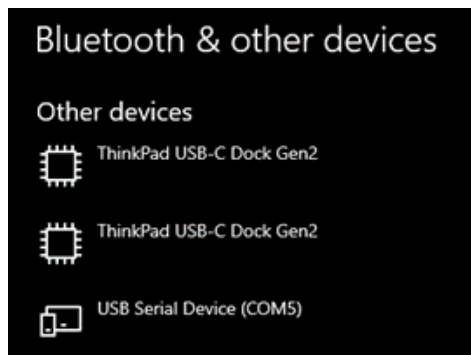 Bluetooth & other devices
Other devices
ThinkPad USB-C Dock Gen2
ThinkPad USB-C Dock Gen2
USB Serial Device (COM5)